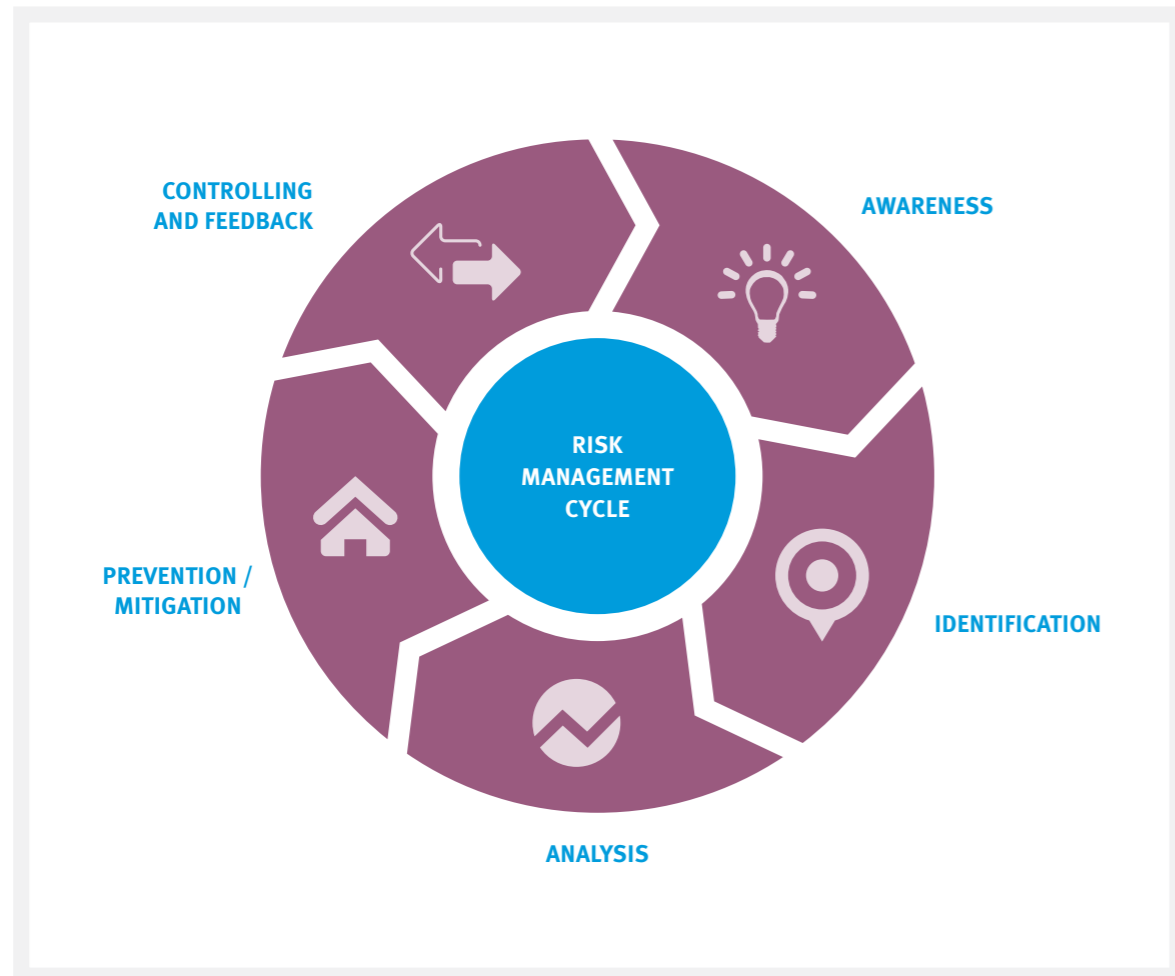 CONTROLLING
AND FEEDBACK
AWARENESS
RISK
MANAGEMENT
CYCLE
PREVENTION /
MITIGATION
IDENTIFICATION
ANALYSIS